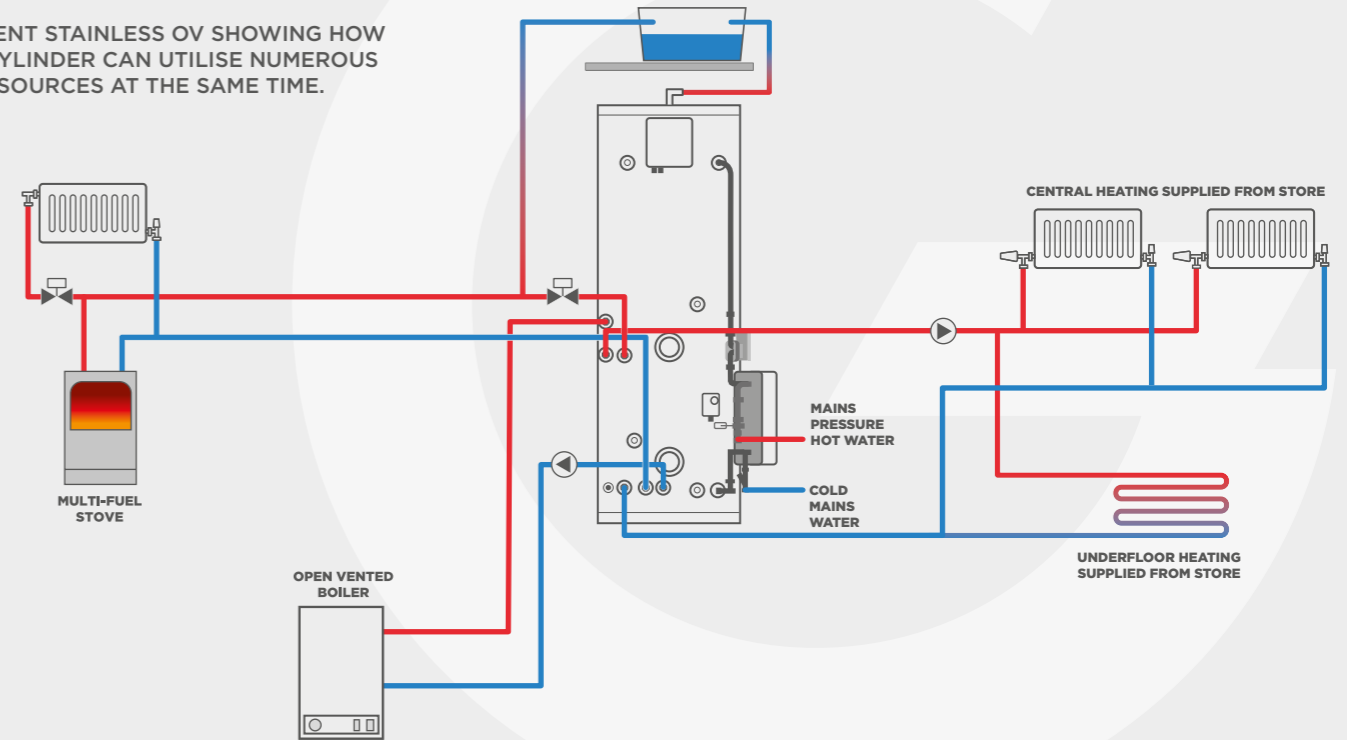 ENT STAINLESS OV SHOWING HOW
YLINDER CAN UTILISE NUMEROUS
SOURCES AT THE SAME TIME.
CENTRAL HEATING SUPPLIED FROM STORE
MAINS
PRESSURE
HOT WATER
COLD
MAINS
WATER
MULTI-FUEL
STOVE
UNDERFLOOR HEATING
SUPPLIED FROM STORE
OPEN VENTED
BOILER